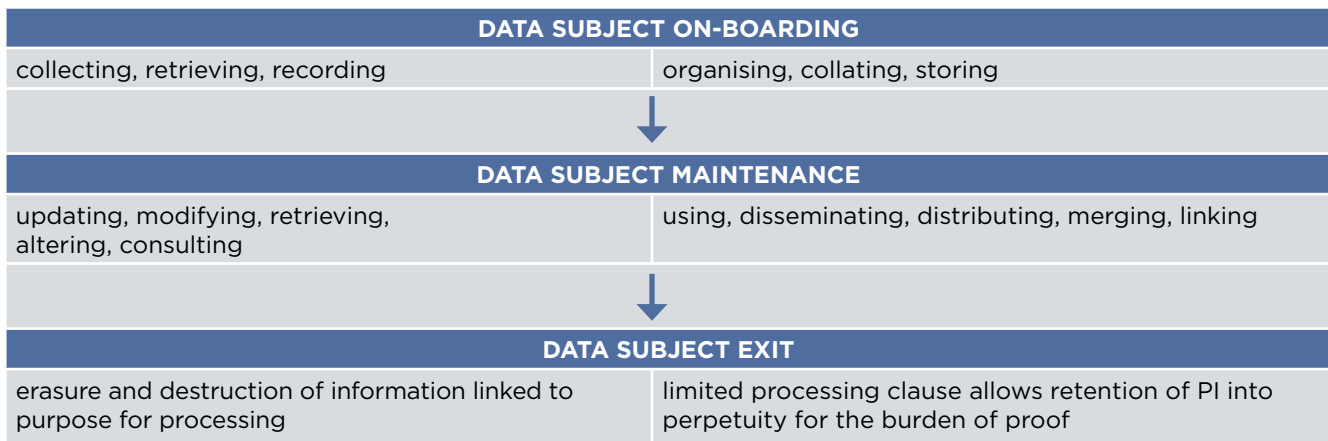 DATA SUBJECT ON-BOARDING
collecting, retrieving, recording
organising, collating, storing
DATA SUBJECT MAINTENANCE
updating, modifying, retrieving,
altering, consulting
using, disseminating, distributing, merging, linking
DATA SUBJECT EXIT
erasure and destruction of information linked to
purpose for processing
limited processing clause allows retention of PI into
perpetuity for the burden of proof